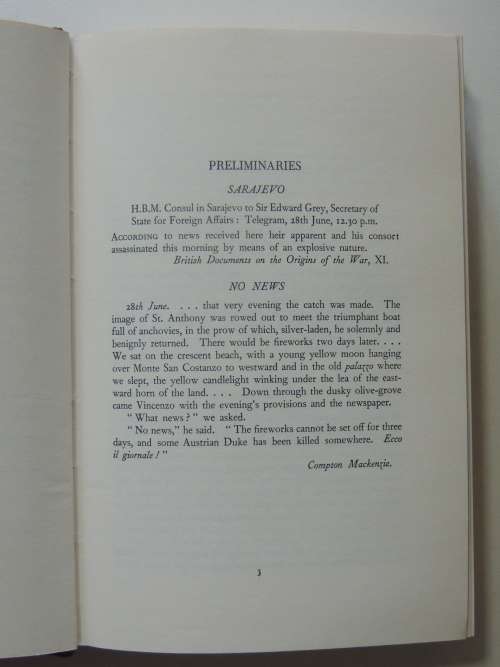 PRELIMINARIES
SARAJEVO
H.B.M. Consul in Sarajevo to Sir Edward Grey, Secretary of
State for Foreign Affairs : Telegram, 28th June, 12.30 p.m.
ACCORDING to news received here heir apparent and his consort
assassinated this morning by means of an explosive nature.
British Documents on the Origins of the War, XI.
NO NEWS
28th June. . . . that very evening the catch was made. The
image of St. Anthony was rowed out to meet the triumphant boat
full of anchovies, in the prow of which, silver-laden, he solemnly and
benignly returned. There would be fireworks two days later. . . .
We sat on the crescent beach, with a young yellow moon hanging
over Monte San Costanzo to westward and in the old palazzo where
we slept, the yellow candlelight winking under the lea of the east-
ward horn of the land. . . . Down through the dusky olive-grove
came Vincenzo with the evening's provisions and the newspaper.
" What news ? " we asked.
" No news," he said. " The fireworks cannot be set off for three
days, and some Austrian Duke has been killed somewhere. Ecco
il giornale ! "
Compton Mackenzie.
3